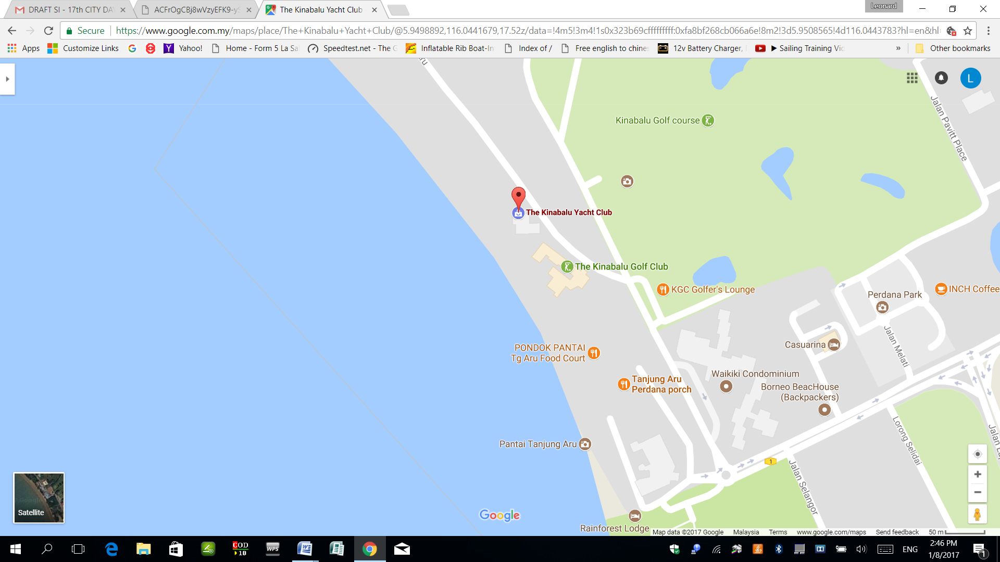 Leonard
DRAFT SI - 17th CITY DA
ACFrOgCBj8wVzyEFK9-yS
The Kinabalu Yacht Club
Secure
https://www.google.com.my/maps/place/The+Kinabalu+Yacht+Club/@5.9498892,116.0441679,17.52z/data=!4m5!3m4!1s0x323b69cfffffffff:0xfa8bf268cb066a6e!8m2!3d5.9508565!4d116.0443783?hl=en&hl
Apps
Customize Links
Yahoo!
Home - Form 5 La Sa
Speedtest.net - The G
Inflatable Rib Boat-In
Index of /
Free english to chines
12v Battery Charger,
▶ Sailing Training Vid
»
Other bookmarks
L
ru
Jalan Pavitt Place
Kinabalu Golf course
The Kinabalu Yacht Club
The Kinabalu Golf Club
KGC Golfer's Lounge
INCH Coffee
Perdana Park
Jalan Melati
Casuarina
PONDOK PANTAI
Tg Aru Food Court
Tanjung Aru
Perdana porch
Waikiki Condominium
Borneo BeacHouse
(Backpackers)
Lorong Selidai
Pantai Tanjung Aru
1
Jalan Selangor
Satellite
Google
Rainforest Lodge
Map data ©2017 Google
Malaysia
Terms
www.google.com/maps
Send feedback
50 m
COD
10
WPS
ENG
2:46 PM
1/8/2017
1